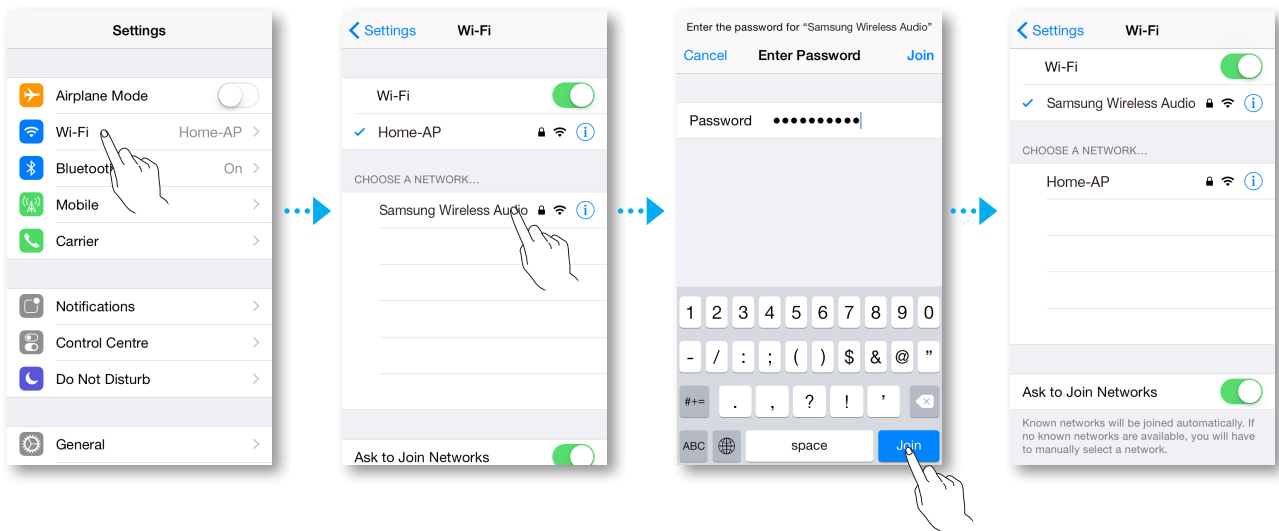 Settings
Airplane Mode
Wi-Fi Home-AP
Bluetoot On
Mobile
Carrier
Notifications
Control Centre
Do Not Disturb
General
Settings Wi-Fi
Wi-Fi
Home-AP
CHOOSE A NETWORK...
Samsung Wireless Audio
Ask to Join Networks
Enter the password for “Samsung Wireless Audio”
Cancel Enter Password Join
Password ●●●●●●●●●●
1 2 3 4 5 6 7 8 9 0
- / : ; ( ) $ & @ ”
#+= . , ? ! ’
ABC space Join
Settings Wi-Fi
Wi-Fi
Samsung Wireless Audio
CHOOSE A NETWORK...
Home-AP
Ask to Join Networks
Known networks will be joined automatically. If
no known networks are available, you will have
to manually select a network.